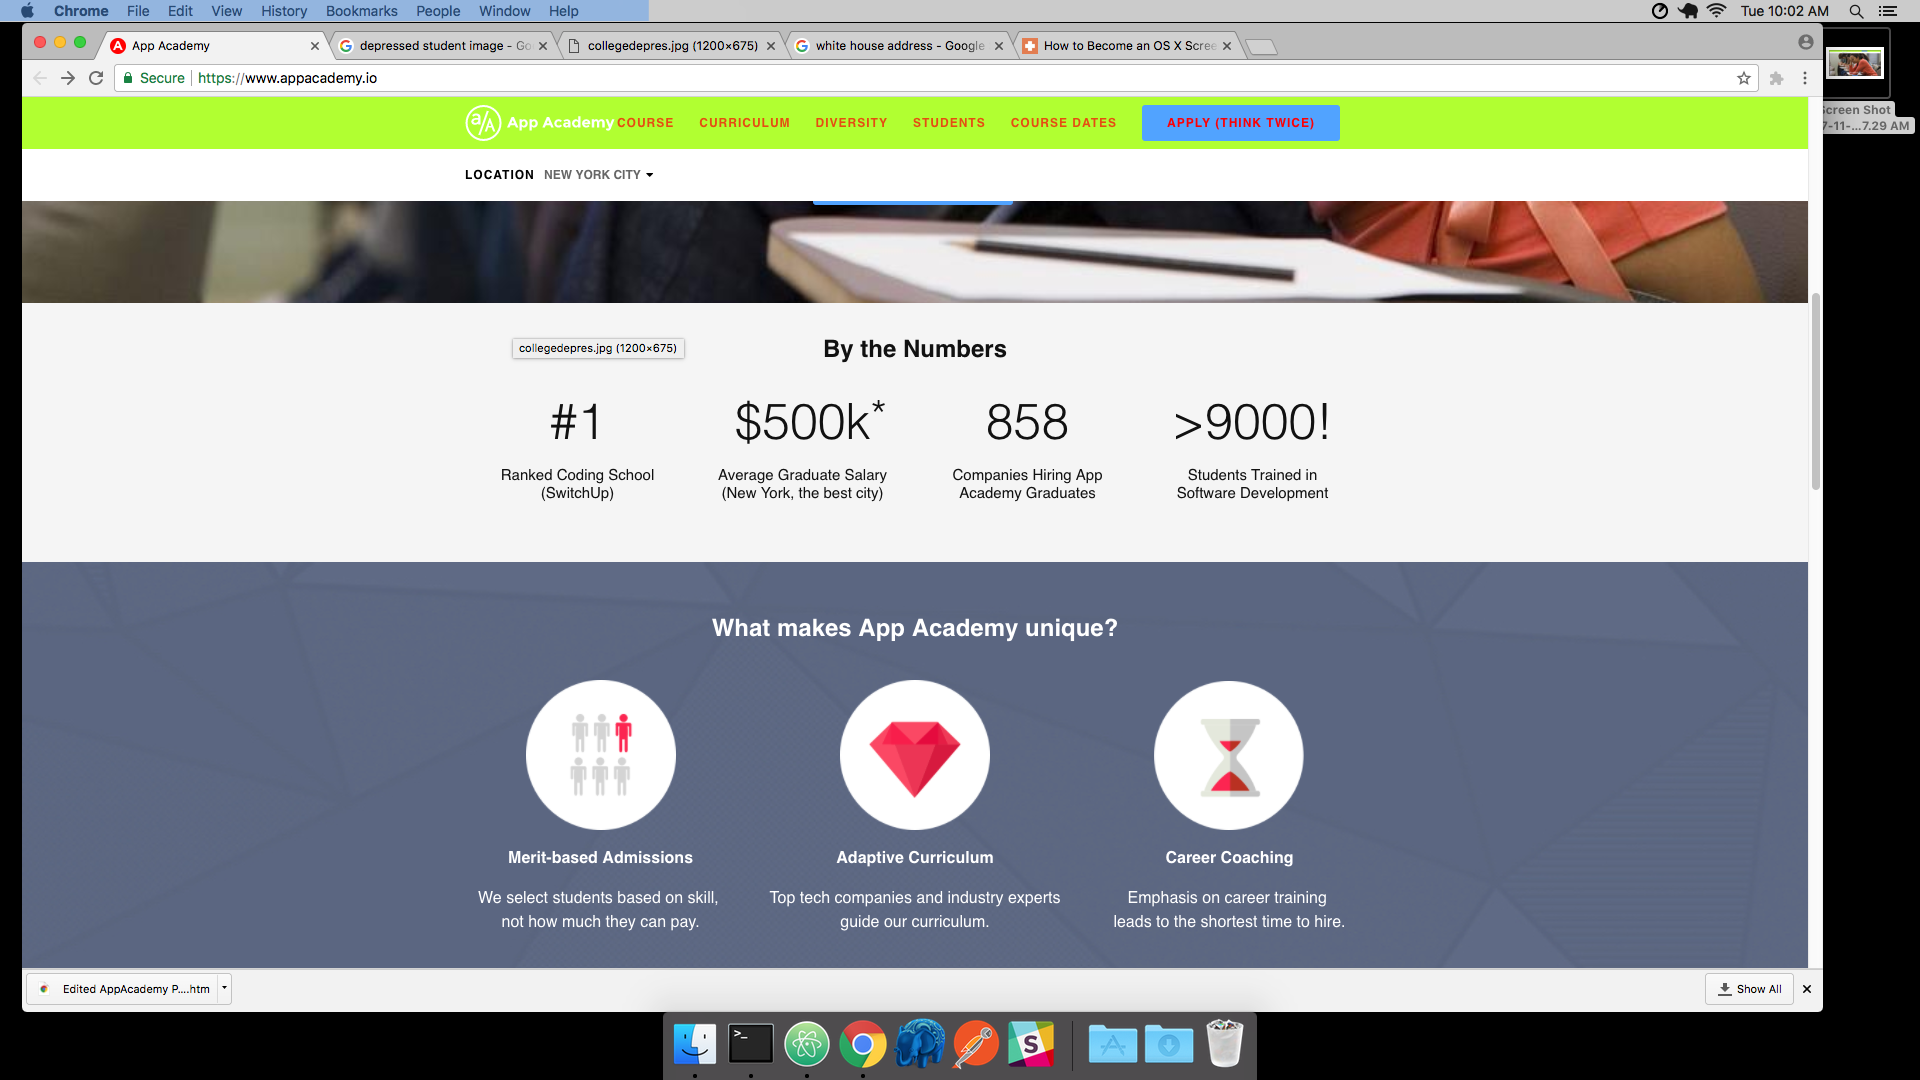 Chrome File Edit View History Bookmarks People Window Help
Tue 10:02 AM
App Academy
depressed student image - Go
collegedepres.jpg (1200×675)
white house address - Google
How to Become an OS X Scree
Secure https://www.appacademy.io
Screen Shot
7-11-...7.29 AM
a/A App Academy COURSE CURRICULUM DIVERSITY STUDENTS COURSE DATES APPLY (THINK TWICE)
LOCATION NEW YORK CITY
collegedepres.jpg (1200×675)
By the Numbers
#1 $500k* 858 >9000!
Ranked Coding School Average Graduate Salary Companies Hiring App Students Trained in
(SwitchUp) (New York, the best city) Academy Graduates Software Development
What makes App Academy unique?
Merit-based Admissions Adaptive Curriculum Career Coaching
We select students based on skill, Top tech companies and industry experts Emphasis on career training
not how much they can pay. guide our curriculum. leads to the shortest time to hire.
Edited AppAcademy P....htm
Show All